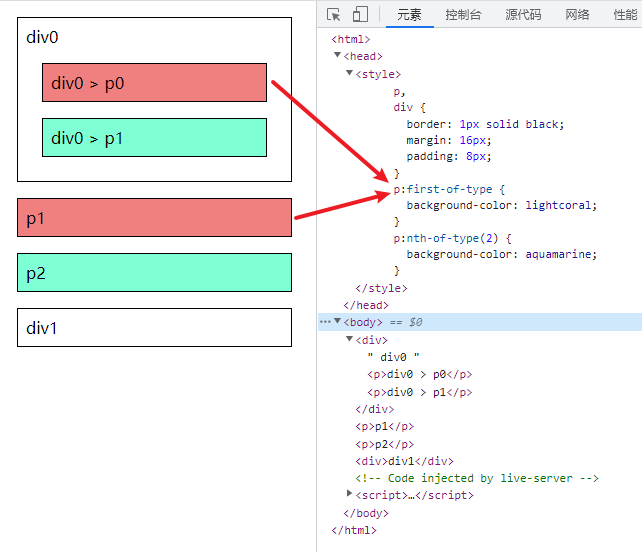 div0
div0 > p0
div0 > p1
p1
p2
div1
元素 控制台 源代码 网络 性能
<html>
<head>
<style>
p,
div {
border: 1px solid black;
margin: 16px;
padding: 8px;
}
p:first-of-type {
background-color: lightcoral;
}
p:nth-of-type(2) {
background-color: aquamarine;
}
</style>
</head>
<body> == $0
<div>
" div0 "
<p>div0 > p0</p>
<p>div0 > p1</p>
</div>
<p>p1</p>
<p>p2</p>
<div>div1</div>
<!-- Code injected by live-server -->
<script>…</script>
</body>
</html>